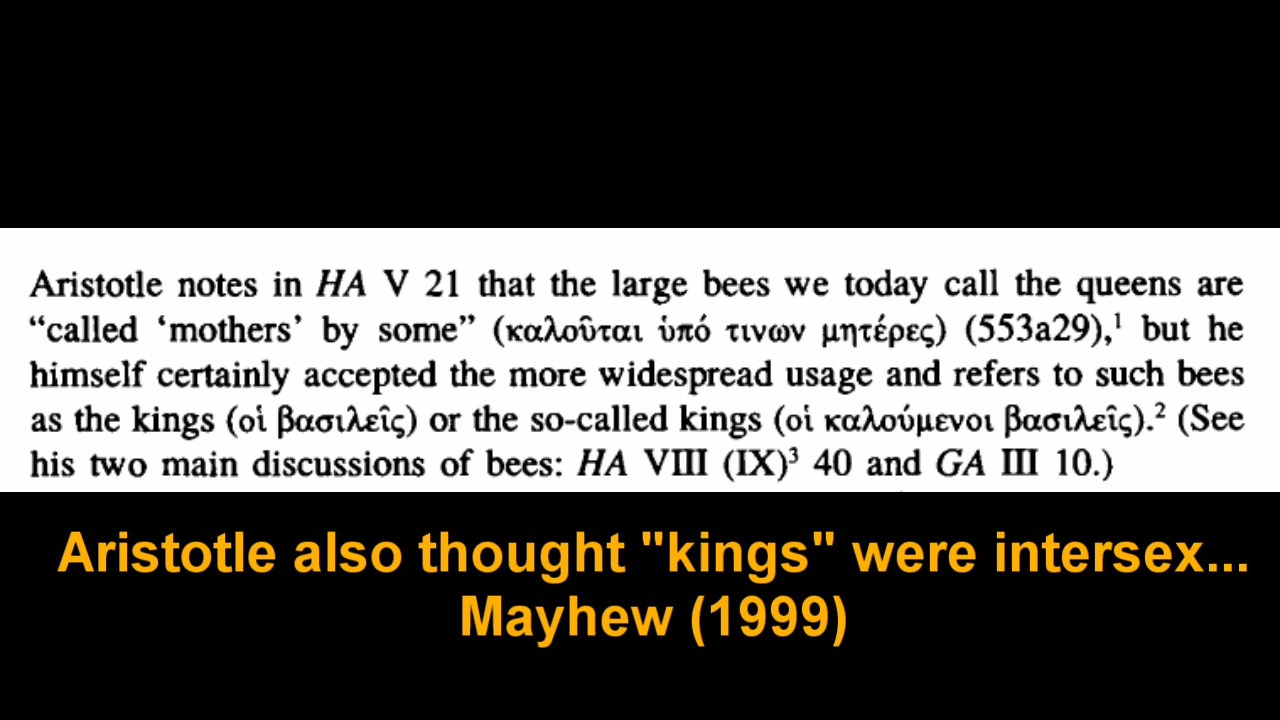 Aristotle notes in HA V 21 that the large bees we today call the queens are
“called ‘mothers’ by some” (καλοῦται ὑπό τινων μητέρες) (553a29),¹ but he
himself certainly accepted the more widespread usage and refers to such bees
as the kings (οἱ βασιλεῖς) or the so-called kings (οἱ καλούμενοι βασιλεῖς).² (See
his two main discussions of bees: HA VIII (IX)³ 40 and GA III 10.)
Aristotle also thought "kings" were intersex...
Mayhew (1999)